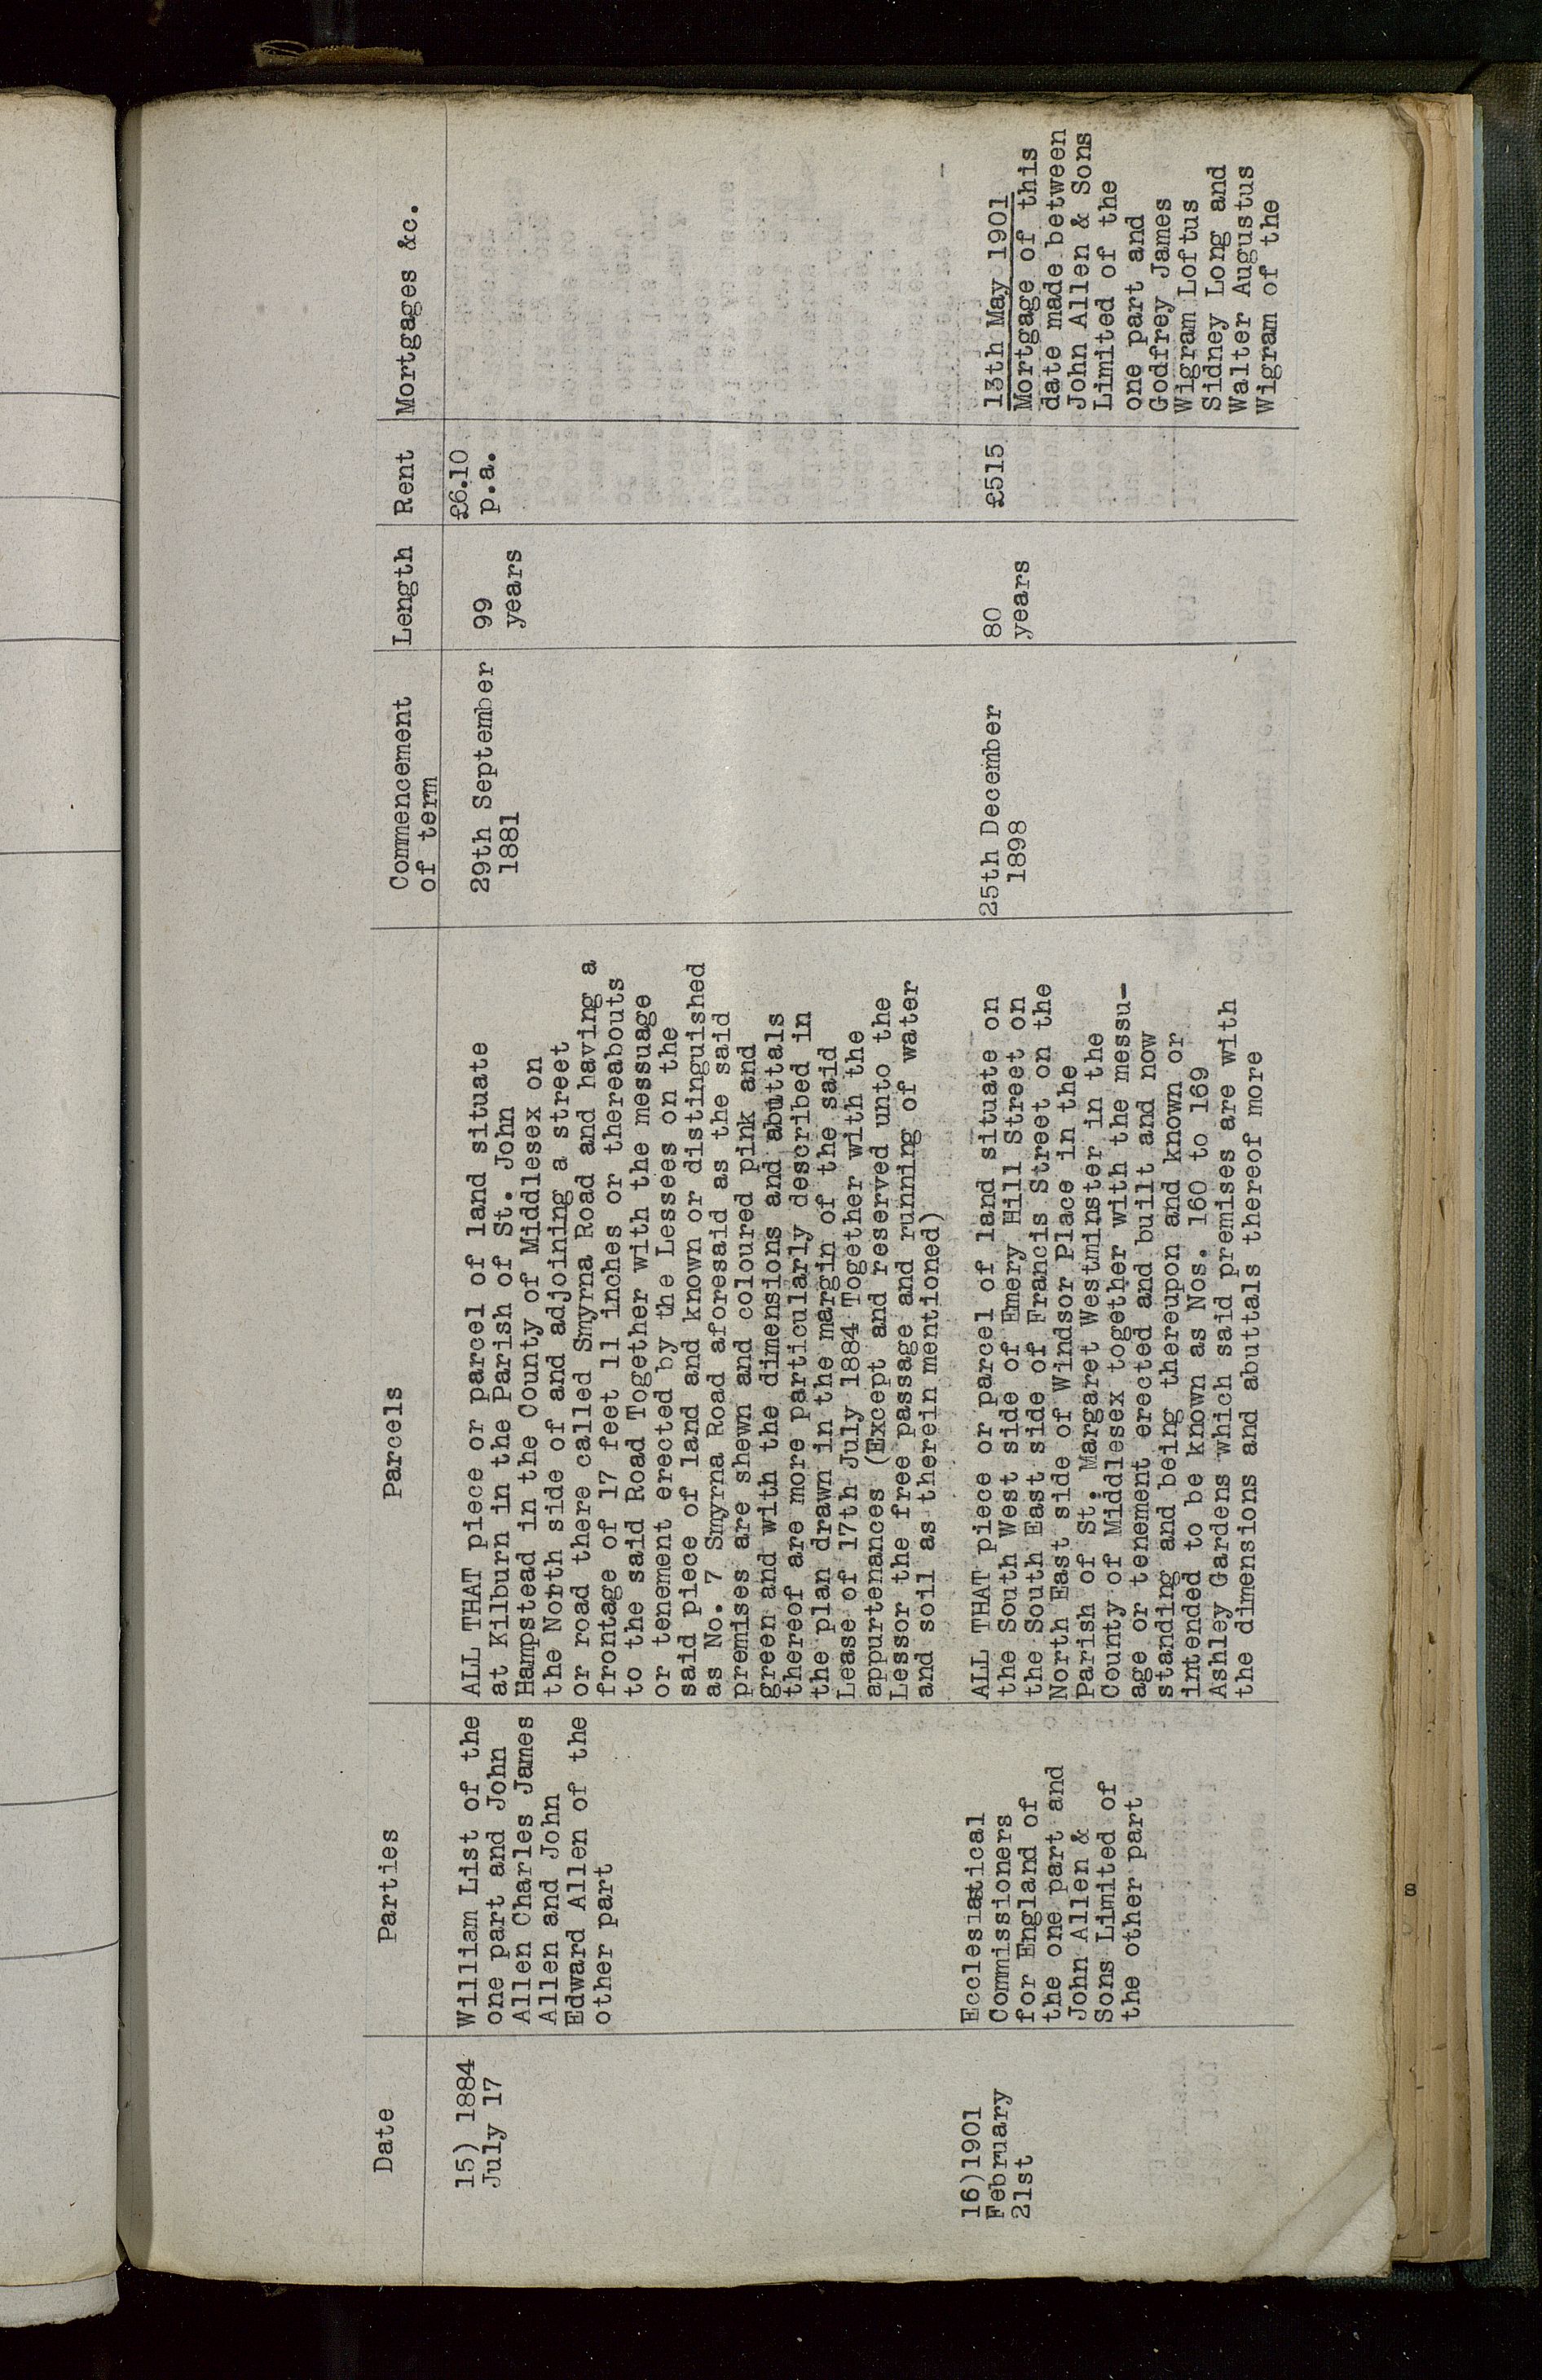 Date
Parties
Parcels
Commencement
of term
Length
Rent
Mortgages &c.
15) 1884
July 17
William List of the
one part and John
Allen Charles James
Allen and John
Edward Allen of the
other part
ALL THAT piece or parcel of land situate
at Kilburn in the Parish of St. John
Hampstead in the County of Middlesex on
the North side of and adjoining a street
or road there called Smyrna Road and having a
frontage of 17 feet 11 inches or thereabouts
to the said Road Together with the messuage
or tenement erected by the Lessees on the
said piece of land and known or distinguished
as No. 7 Smyrna Road aforesaid as the said
premises are shewn and coloured pink and
green and with the dimensions and abuttals
thereof are more particularly described in
the plan drawn in the margin of the said
Lease of 17th July 1884 Together with the
appurtenances (Except and reserved unto the
Lessor the free passage and running of water
and soil as therein mentioned)
29th September
1881
99
years
£6.10
p.a.
16)1901
February
21st
Ecclesiatical
Commissioners
for England of
the one part and
John Allen &
Sons Limited of
the other part
ALL THAT piece or parcel of land situate on
the South West side of Emery Hill Street on
the South East side of Francis Street on the
North East side of Windsor Place in the
Parish of St. Margaret Westminster in the
County of Middlesex together with the messu-
age or tenement erected and built and now
standing and being thereupon and known or
intended to be known as Nos. 160 to 169
Ashley Gardens which said premises are with
the dimensions and abuttals thereof more
25th December
1898
80
years
£515
13th May 1901
Mortgage of this
date made between
John Allen & Sons
Limited of the
one part and
Godfrey James
Wigram Loftus
Sidney Long and
Walter Augustus
Wigram of the
8